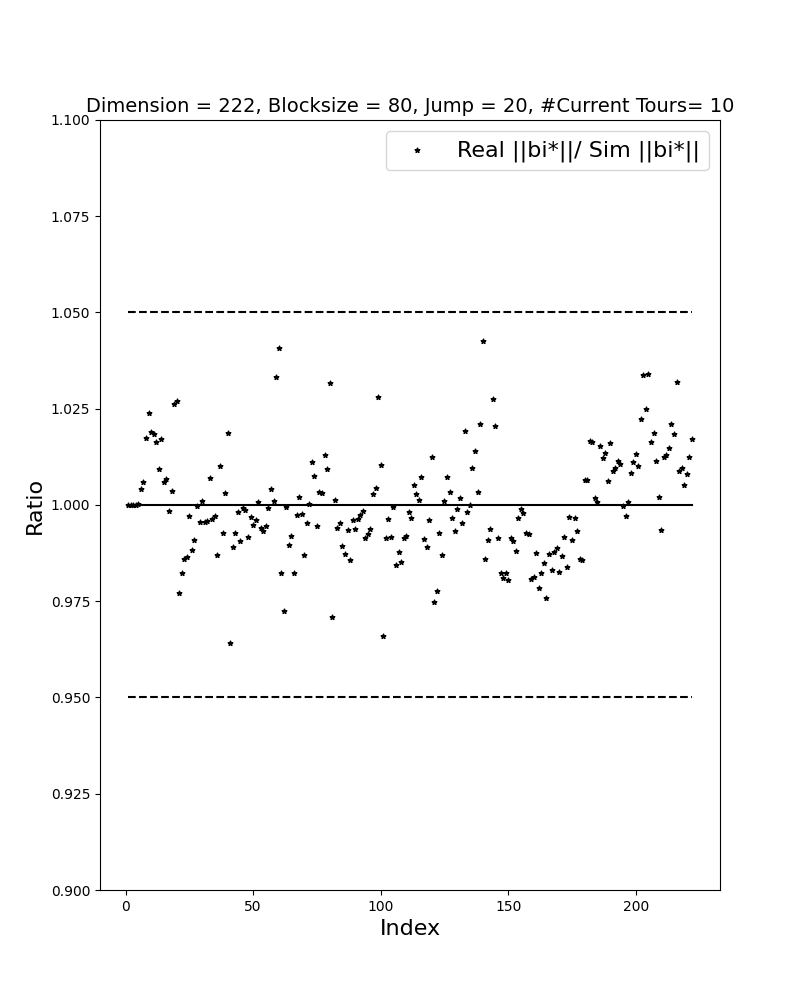 Dimension = 222, Blocksize = 80, Jump = 20, #Current Tours= 10
1.100
Real ||bi*||/ Sim ||bi*||
1.075
1.050
1.025
1.000
0.975
0.950
0.925
0.900
Ratio
0 50 100 150 200
Index